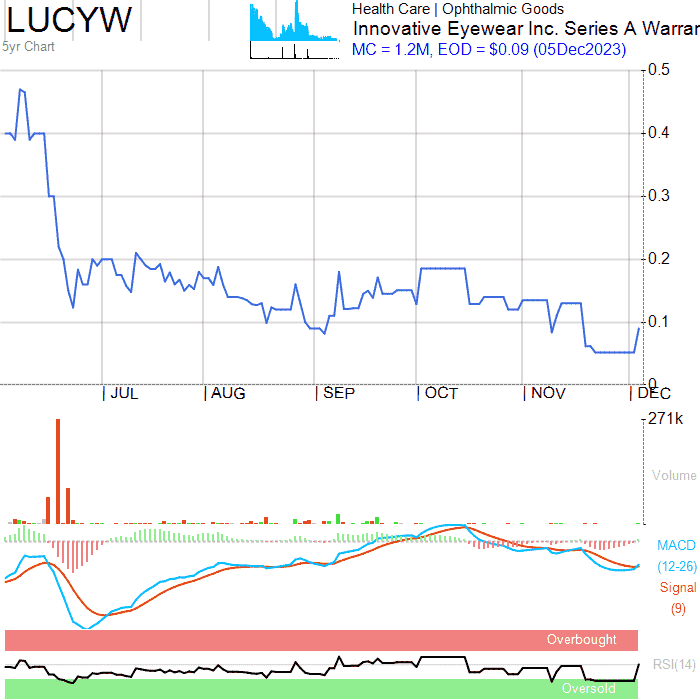 LUCYW
5yr Chart
Health Care | Ophthalmic Goods
Innovative Eyewear Inc. Series A Warran
MC = 1.2M, EOD = $0.09 (05Dec2023)
0.5
0.4
0.3
0.2
0.1
0
| JUL | AUG | SEP | OCT | NOV | DEC
271k
Volume
MACD
(12-26)
Signal
(9)
Overbought
RSI(14)
Oversold